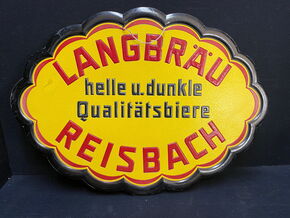 LANGBRÄU
helle u. dunkle
Qualitätsbiere
REISBACH